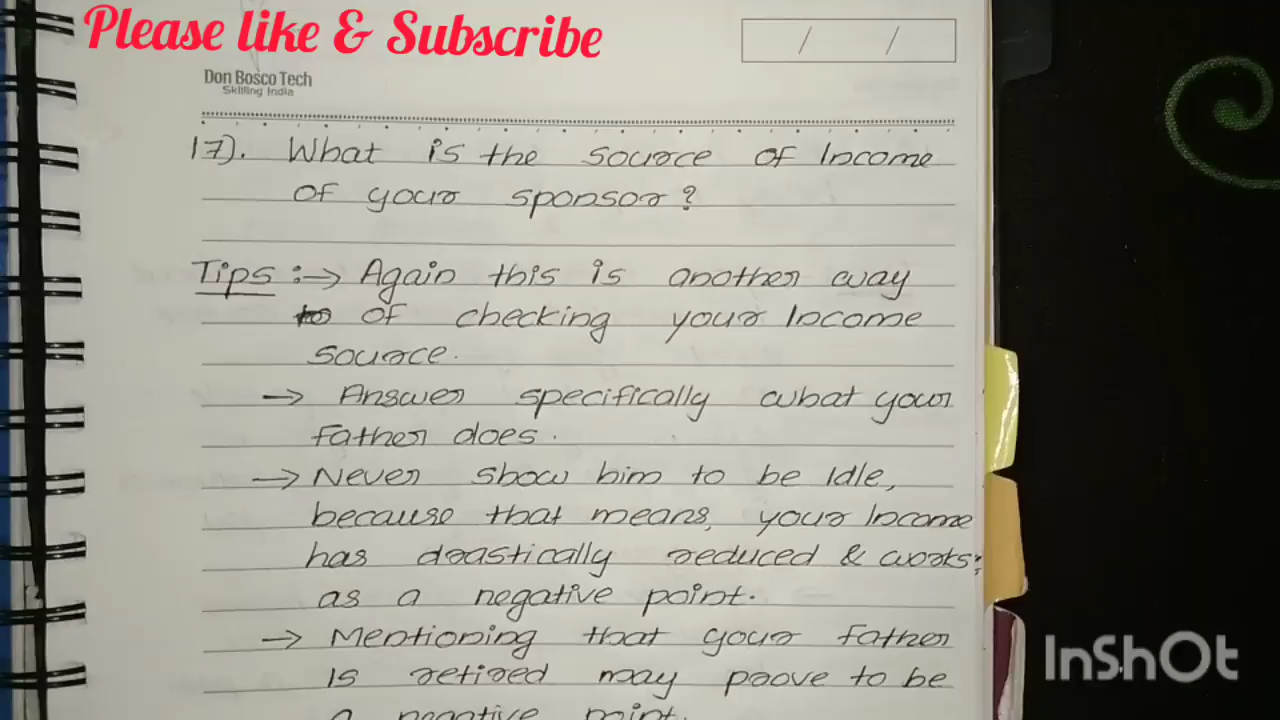 Please like & Subscribe
/ /
Don Bosco Tech
Skilling India
17). What is the source of Income
of your sponsor?
Tips :→ Again this is another way
of checking your Income
source.
→ Answer specifically what your
father does.
→ Never show him to be Idle,
because that means, your Income
has drastically reduced & works:
as a negative point.
→ Mentioning that your father
is retired may proove to be
a negative point.
InShOt